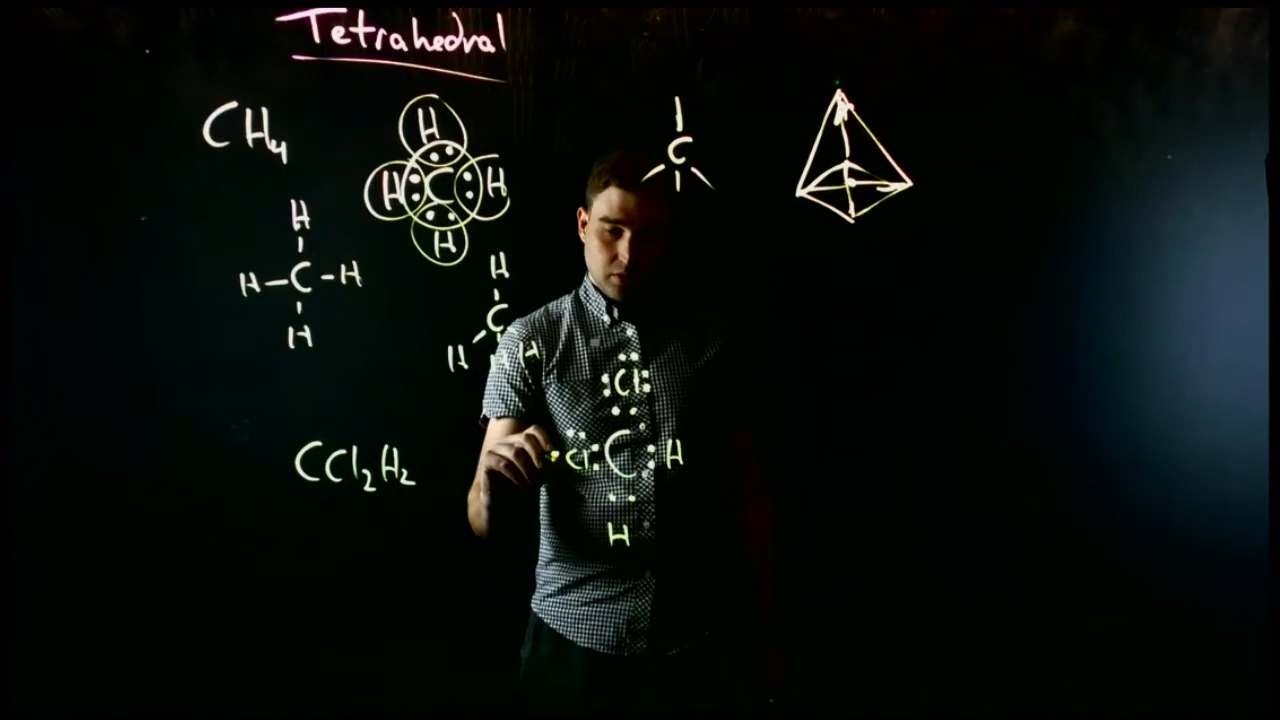 Tetrahedral
CH4
H
H C H
H
H
H–C–H
H
C
H
C
H H H
CCl2H2
Cl
Cl C H
H